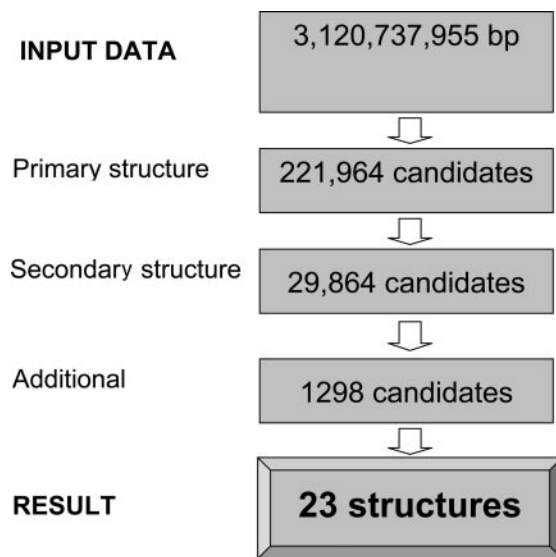 INPUT DATA
3,120,737,955 bp
Primary structure
221,964 candidates
Secondary structure
29,864 candidates
Additional
1298 candidates
RESULT
23 structures